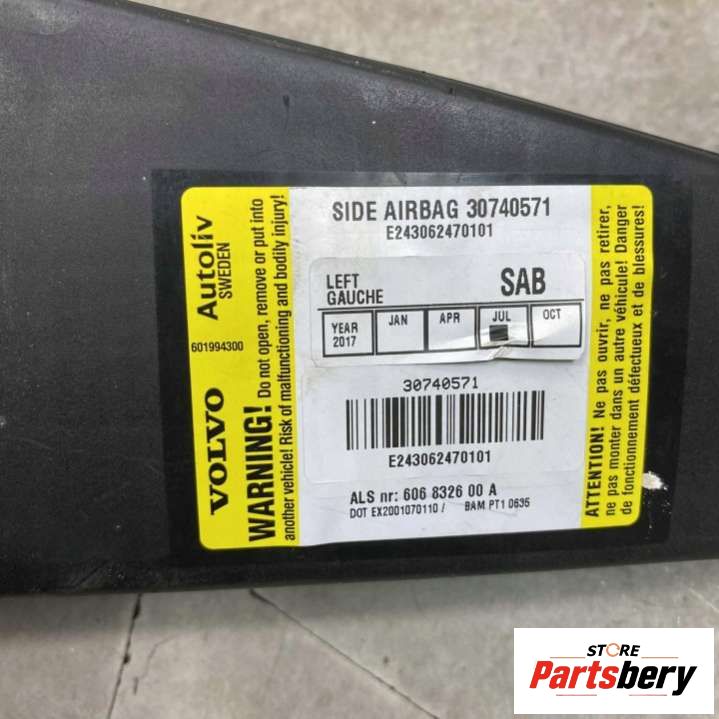 VOLVO
Autoliv
SWEDEN
601994300
WARNING! Do not open, remove or put into
another vehicle! Risk of malfunctioning and bodily injury!
SIDE AIRBAG 30740571
E243062470101
LEFT
GAUCHE
SAB
YEAR
2017
JAN
APR
JUL
OCT
30740571
E243062470101
ALS nr: 606 8326 00 A
DOT EX2001070110 / BAM PT1 0635
ATTENTION! Ne pas ouvrir, ne pas retirer,
ne pas monter dans un autre véhicule! Danger
de fonctionnement défectueux et de blessures!
STORE
Partsbery